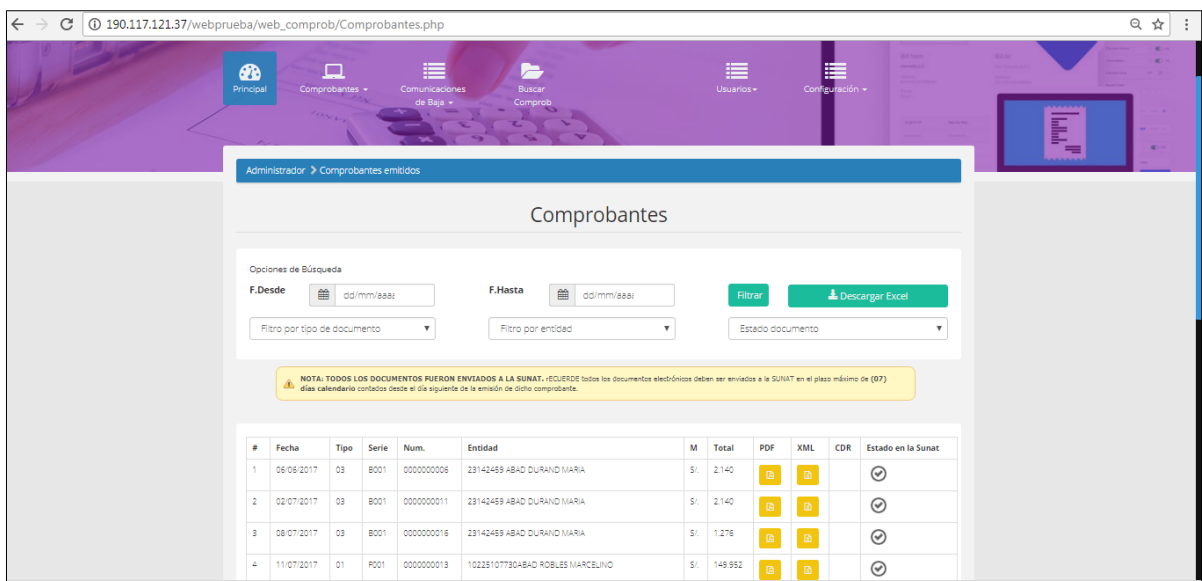 190.117.121.37/webprueba/web_comprob/Comprobantes.php
Principal
Comprobantes
Comunicaciones
de Baja
Buscar
Comprob
Usuarios
Configuración
Administrador > Comprobantes emitidos
Comprobantes
Opciones de Búsqueda
F.Desde dd/mm/aaaa F.Hasta dd/mm/aaaa Filtrar Descargar Excel
Filtro por tipo de documento Filtro por entidad Estado documento
NOTA: TODOS LOS DOCUMENTOS FUERON ENVIADOS A LA SUNAT. rECUERDE todos los documentos electrónicos deben ser enviados a la SUNAT en el plazo máximo de (07)
días calendario contados desde el día siguiente de la emisión de dicho comprobante.
# Fecha Tipo Serie Num. Entidad M Total PDF XML CDR Estado en la Sunat
1 06/06/2017 03 B001 0000000006 23142459 ABAD DURAND MARIA S/. 2.140
2 02/07/2017 03 B001 0000000011 23142459 ABAD DURAND MARIA S/. 2.140
3 08/07/2017 03 B001 0000000016 23142459 ABAD DURAND MARIA S/. 1.276
4 11/07/2017 01 F001 0000000013 10225107730ABAD ROBLES MARCELINO S/. 149.952